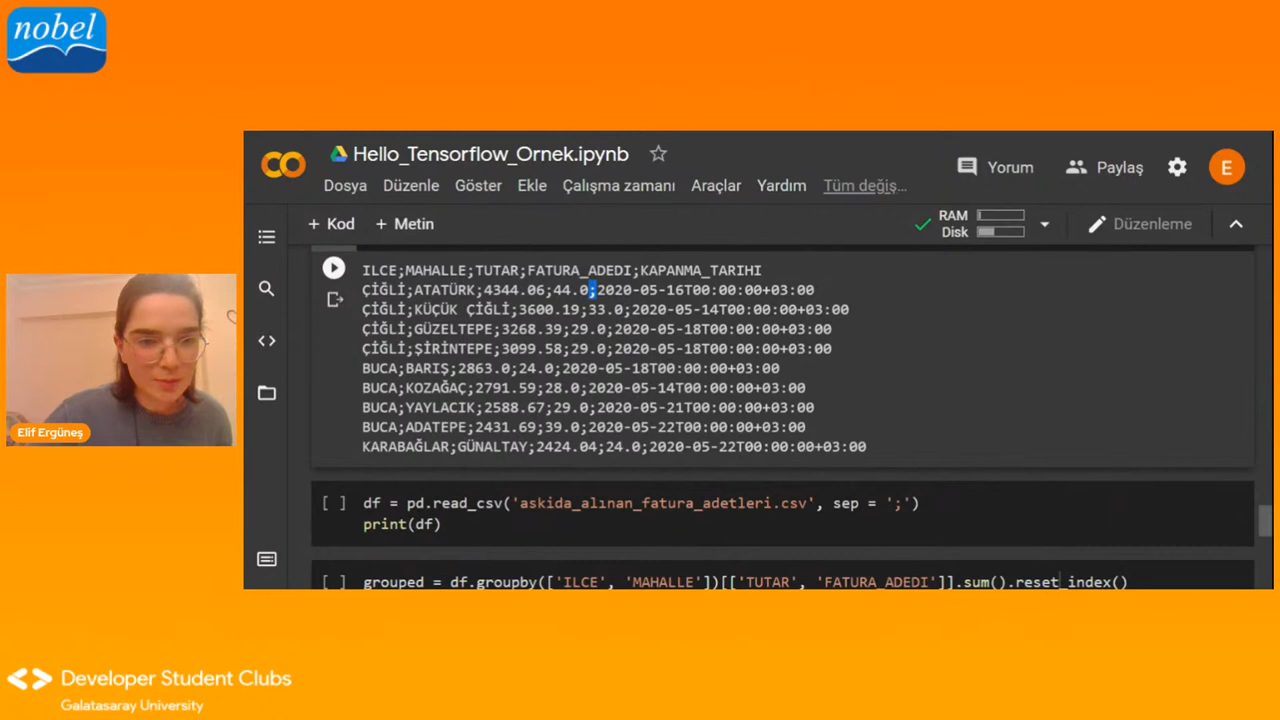 nobel
Hello_Tensorflow_Ornek.ipynb
Yorum
Paylaş
E
Dosya
Düzenle
Göster
Ekle
Çalışma zamanı
Araçlar
Yardım
Tüm değiş…
+ Kod
+ Metin
RAM
Disk
Düzenleme
ILCE;MAHALLE;TUTAR;FATURA_ADEDI;KAPANMA_TARIHI
ÇİĞLİ;ATATÜRK;4344.06;44.0;2020-05-16T00:00:00+03:00
ÇİĞLİ;KÜÇÜK ÇİĞLİ;3600.19;33.0;2020-05-14T00:00:00+03:00
ÇİĞLİ;GÜZELTEPE;3268.39;29.0;2020-05-18T00:00:00+03:00
ÇİĞLİ;ŞİRİNTEPE;3099.58;29.0;2020-05-18T00:00:00+03:00
BUCA;BARIŞ;2863.0;24.0;2020-05-18T00:00:00+03:00
BUCA;KOZAĞAÇ;2791.59;28.0;2020-05-14T00:00:00+03:00
BUCA;YAYLACIK;2588.67;29.0;2020-05-21T00:00:00+03:00
BUCA;ADATEPE;2431.69;39.0;2020-05-22T00:00:00+03:00
KARABAĞLAR;GÜNALTAY;2424.04;24.0;2020-05-22T00:00:00+03:00
[ ] df = pd.read_csv('askida_alınan_fatura_adetleri.csv', sep = ';')
print(df)
[ ] grouped = df.groupby(['ILCE', 'MAHALLE'])[['TUTAR', 'FATURA_ADEDI']].sum().reset_index()
Elif Ergüneş
Developer Student Clubs
Galatasaray University